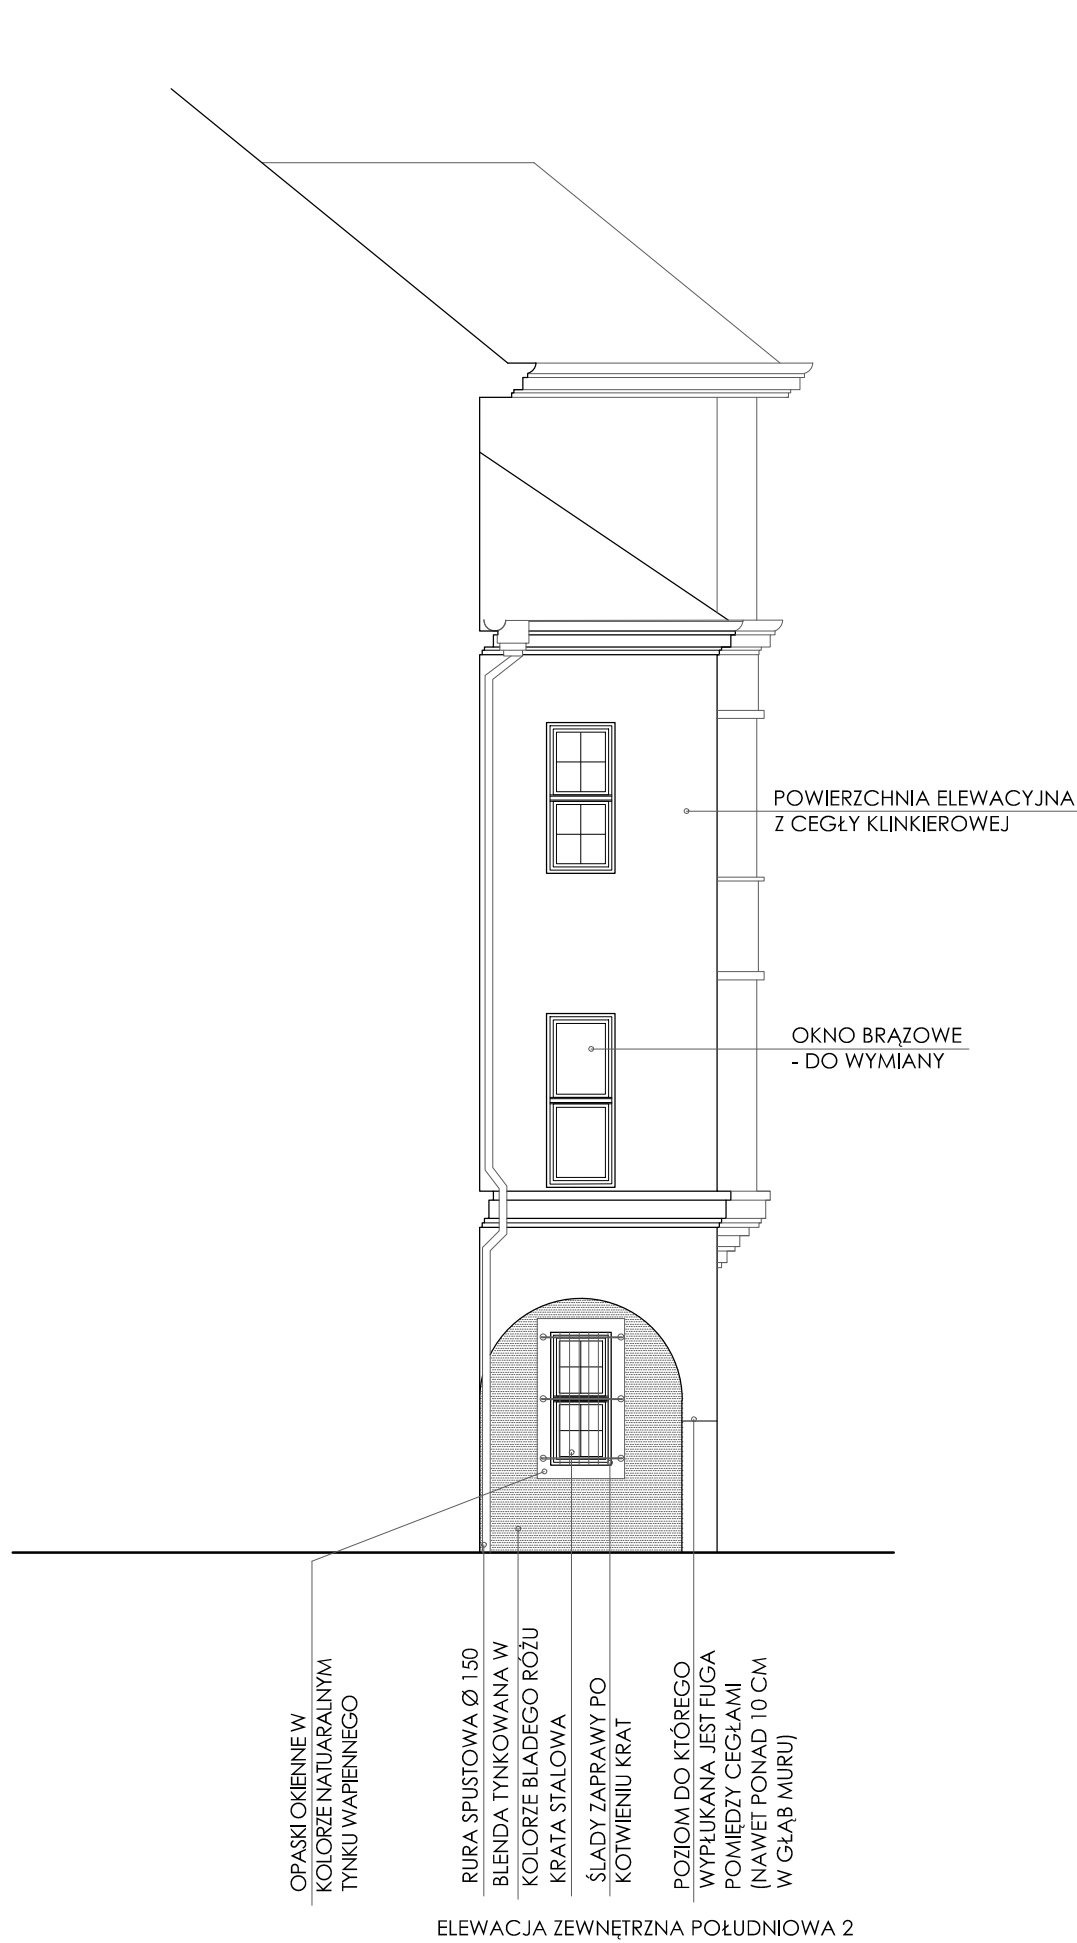 POWIERZCHNIA ELEWACYJNA
Z CEGŁY KLINKIEROWEJ
OKNO BRĄZOWE
- DO WYMIANY
OPASKI OKIENNE W
KOLORZE NATUARALNYM
TYNKU WAPIENNEGO
RURA SPUSTOWA Ø 150
BLENDA TYNKOWANA W
KOLORZE BLADEGO RÓŻU
KRATA STALOWA
ŚLADY ZAPRAWY PO
KOTWIENIU KRAT
POZIOM DO KTÓREGO
WYPŁUKANA JEST FUGA
POMIĘDZY CEGŁAMI
(NAWET PONAD 10 CM
W GŁĄB MURU)
ELEWACJA ZEWNĘTRZNA POŁUDNIOWA 2